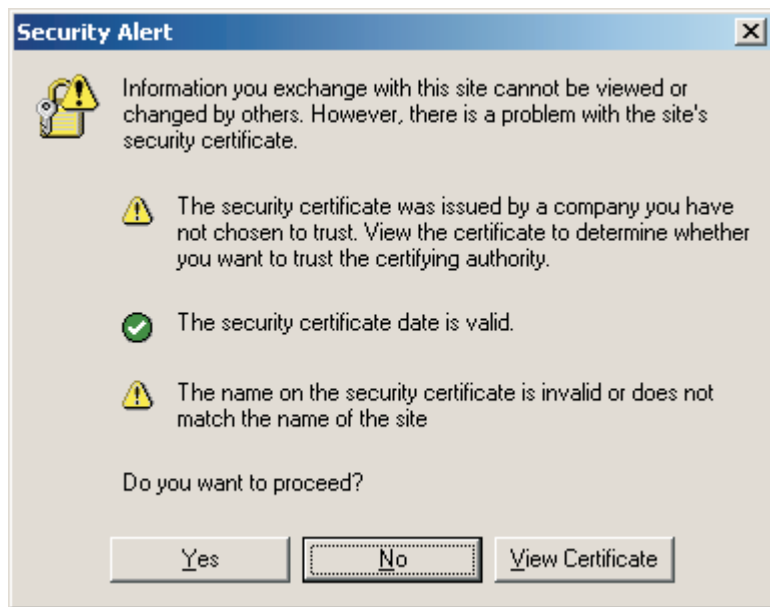 Security Alert
Information you exchange with this site cannot be viewed or
changed by others. However, there is a problem with the site's
security certificate.
The security certificate was issued by a company you have
not chosen to trust. View the certificate to determine whether
you want to trust the certifying authority.
The security certificate date is valid.
The name on the security certificate is invalid or does not
match the name of the site
Do you want to proceed?
Yes No View Certificate